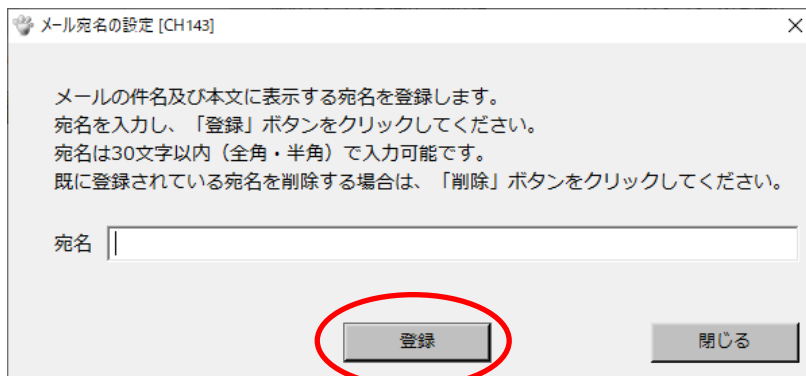 メール宛名の設定 [CH143]
メールの件名及び本文に表示する宛名を登録します。
宛名を入力し、「登録」ボタンをクリックしてください。
宛名は30文字以内（全角・半角）で入力可能です。
既に登録されている宛名を削除する場合は、「削除」ボタンをクリックしてください。
宛名
登録 閉じる